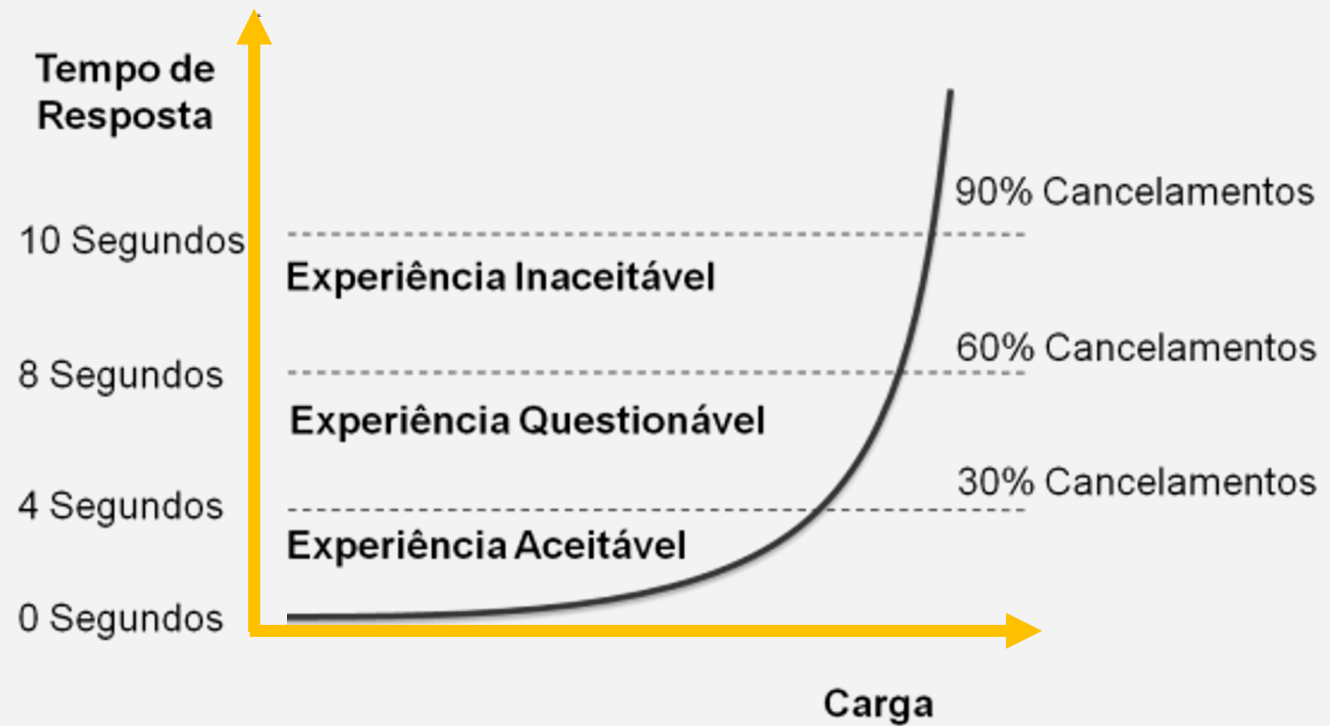 Tempo de
Resposta
90% Cancelamentos
10 Segundos
Experiência Inaceitável
60% Cancelamentos
8 Segundos
Experiência Questionável
30% Cancelamentos
4 Segundos
Experiência Aceitável
0 Segundos
Carga